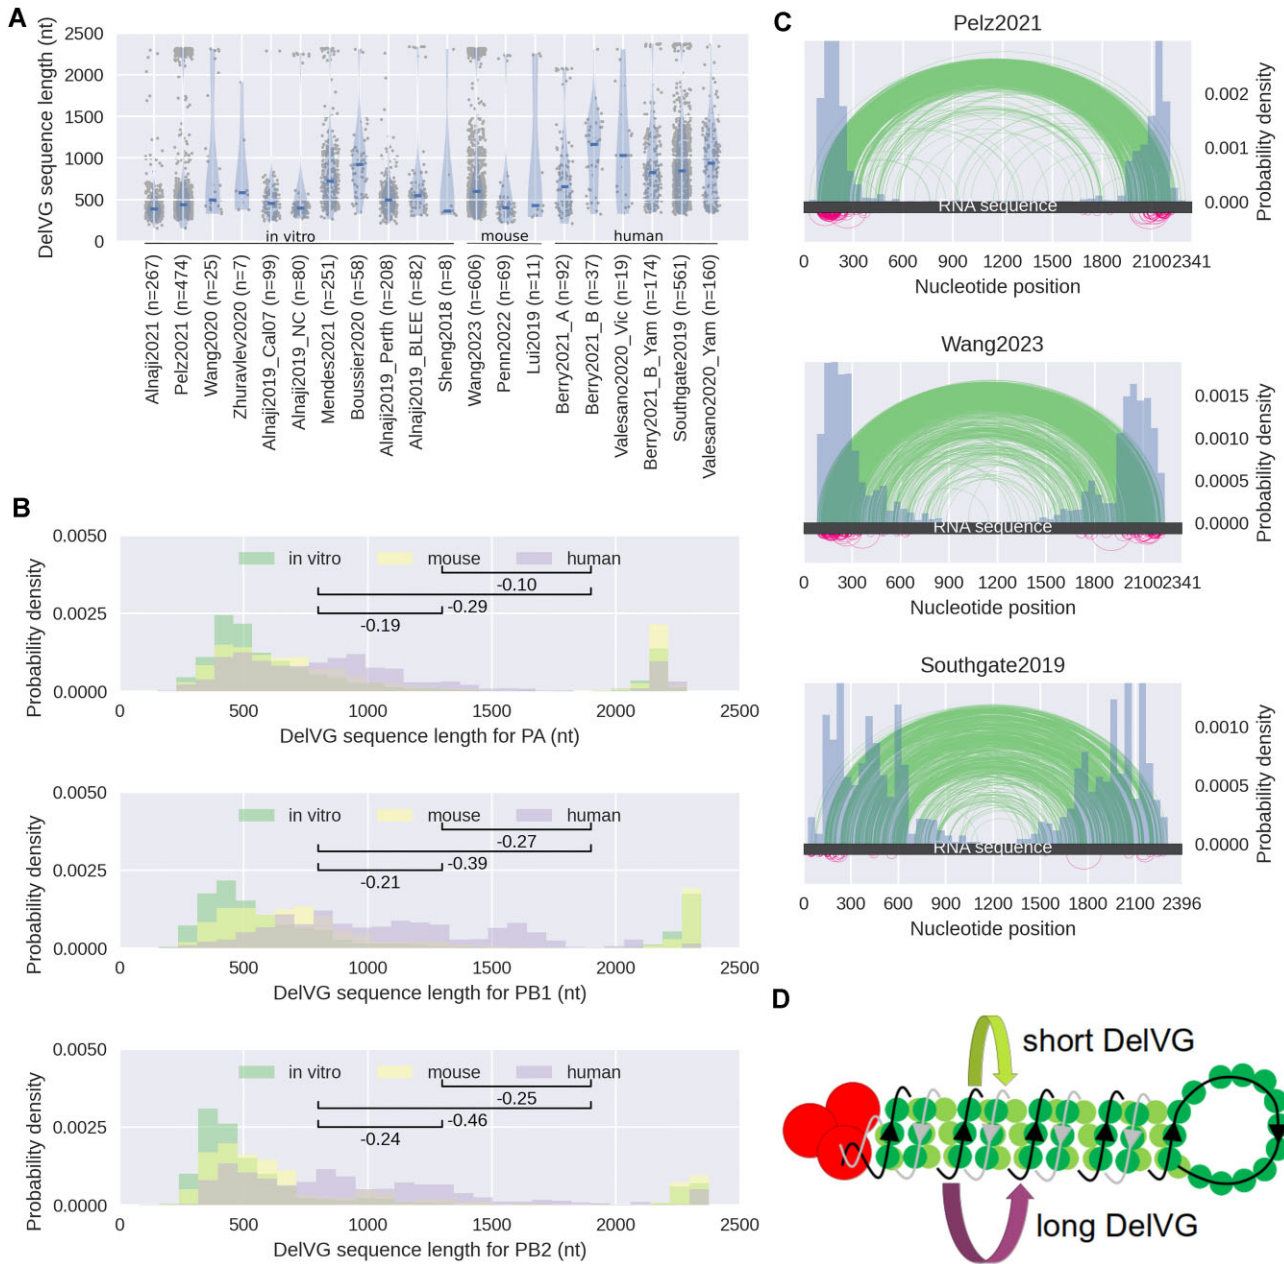 A
DelVG sequence length (nt)
2500
2000
1500
1000
500
0
in vitro
mouse
human
Alnaji2021 (n=267)
Pelz2021 (n=474)
Wang2020 (n=25)
Zhuravlev2020 (n=7)
Alnaji2019_Cal07 (n=99)
Alnaji2019_NC (n=80)
Mendes2021 (n=251)
Boussier2020 (n=58)
Alnaji2019_Perth (n=208)
Alnaji2019_BLEE (n=82)
Sheng2018 (n=8)
Wang2023 (n=606)
Penn2022 (n=69)
Lui2019 (n=11)
Berry2021_A (n=92)
Berry2021_B (n=37)
Valesano2020_Vic (n=19)
Berry2021_B_Yam (n=174)
Southgate2019 (n=561)
Valesano2020_Yam (n=160)
B
Probability density
0.0050
0.0025
0.0000
in vitro mouse human
-0.10
-0.29
-0.19
0 500 1000 1500 2000 2500
DelVG sequence length for PA (nt)
Probability density
0.0050
0.0025
0.0000
in vitro mouse human
-0.27
-0.39
-0.21
0 500 1000 1500 2000 2500
DelVG sequence length for PB1 (nt)
Probability density
0.0050
0.0025
0.0000
in vitro mouse human
-0.25
-0.46
-0.24
0 500 1000 1500 2000 2500
DelVG sequence length for PB2 (nt)
C
Pelz2021
0.002
0.001
0.000
Probability density
RNA sequence
0 300 600 900 1200 1500 1800 21002341
Nucleotide position
Wang2023
0.0015
0.0010
0.0005
0.0000
Probability density
RNA sequence
0 300 600 900 1200 1500 1800 21002341
Nucleotide position
Southgate2019
0.0010
0.0005
0.0000
Probability density
RNA sequence
0 300 600 900 1200 1500 1800 2100 2396
Nucleotide position
D
short DelVG
long DelVG